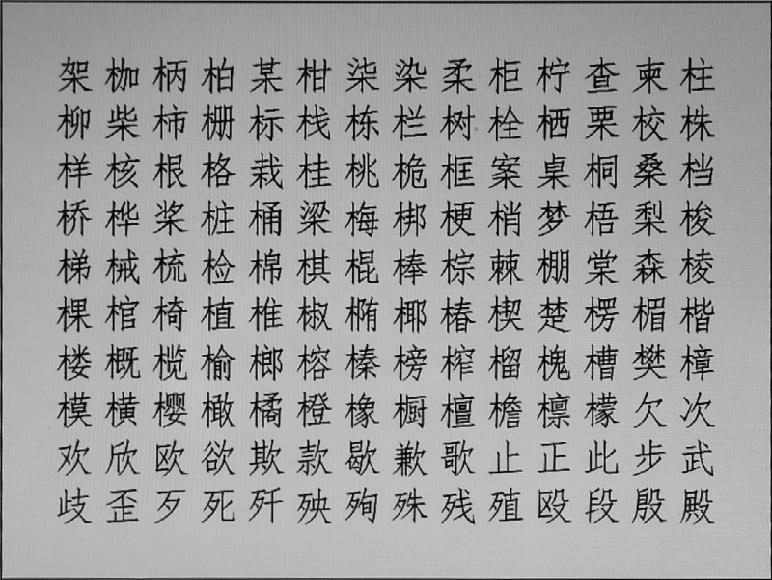 架枷柄柏某柑柒染柔柜柠查柬柱
柳柴柿栅标栈栋栏树栓栖栗校株
样核根格栽桂桃桅框案桌桐桑档
桥桦桨桩桶梁梅梆梗梢梦梧梨梭
梯械梳检棉棋棍棒棕棘棚棠森棱
棵棺椅植椎椒椭椰椿楔楚楞楣楷
楼概榄榆榔榕榛榜榨榴槐槽樊樟
模横樱橄橘橙橡橱檀檐檩檬欠次
欢欣欧欲欺款歇歉歌止正此步武
歧歪歹死歼殃殉殊残殖殴段殷殿